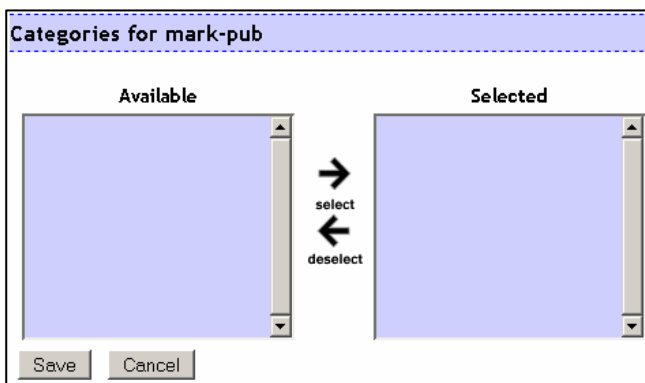 Categories for mark-pub
Available Selected
select
deselect
Save Cancel